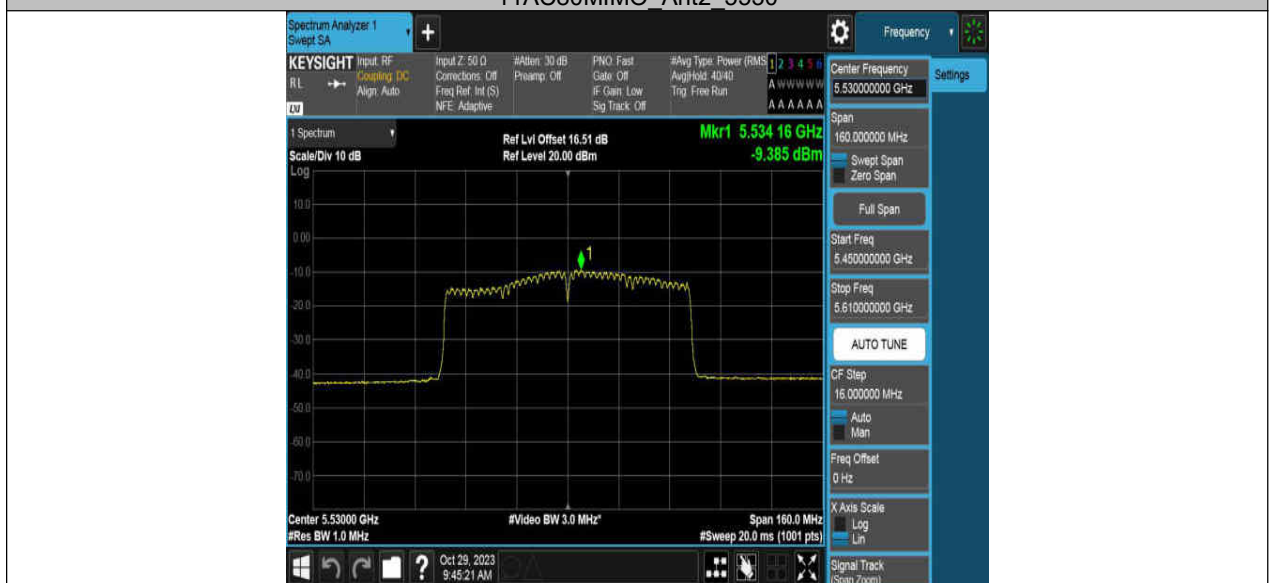 11AC80MIMO_Ant2_5530
Spectrum Analyzer 1
Swept SA
+
Frequency
KEYSIGHT
RL
LXI
Input: RF
Coupling: DC
Align: Auto
Input Z: 50 Ω
Corrections: Off
Freq Ref: Int (S)
NFE: Adaptive
#Atten: 30 dB
Preamp: Off
PNO: Fast
Gate: Off
IF Gain: Low
Sig Track: Off
#Avg Type: Power (RMS
Avg|Hold: 40/40
Trig: Free Run
1 2 3 4 5 6
A W W W W W
A A A A A A
Center Frequency
5.530000000 GHz
Settings
1 Spectrum
Scale/Div 10 dB
Log
Ref Lvl Offset 16.51 dB
Ref Level 20.00 dBm
Mkr1 5.534 16 GHz
-9.385 dBm
Span
160.000000 MHz
Swept Span
Zero Span
Full Span
Start Freq
5.450000000 GHz
Stop Freq
5.610000000 GHz
AUTO TUNE
CF Step
16.000000 MHz
Auto
Man
Freq Offset
0 Hz
X Axis Scale
Log
Lin
Signal Track
(Span Zoom)
10.0
0.00
-10.0
-20.0
-30.0
-40.0
-50.0
-60.0
-70.0
1
Center 5.53000 GHz
#Res BW 1.0 MHz
#Video BW 3.0 MHz*
Span 160.0 MHz
#Sweep 20.0 ms (1001 pts)
?
Oct 29, 2023
9:45:21 AM